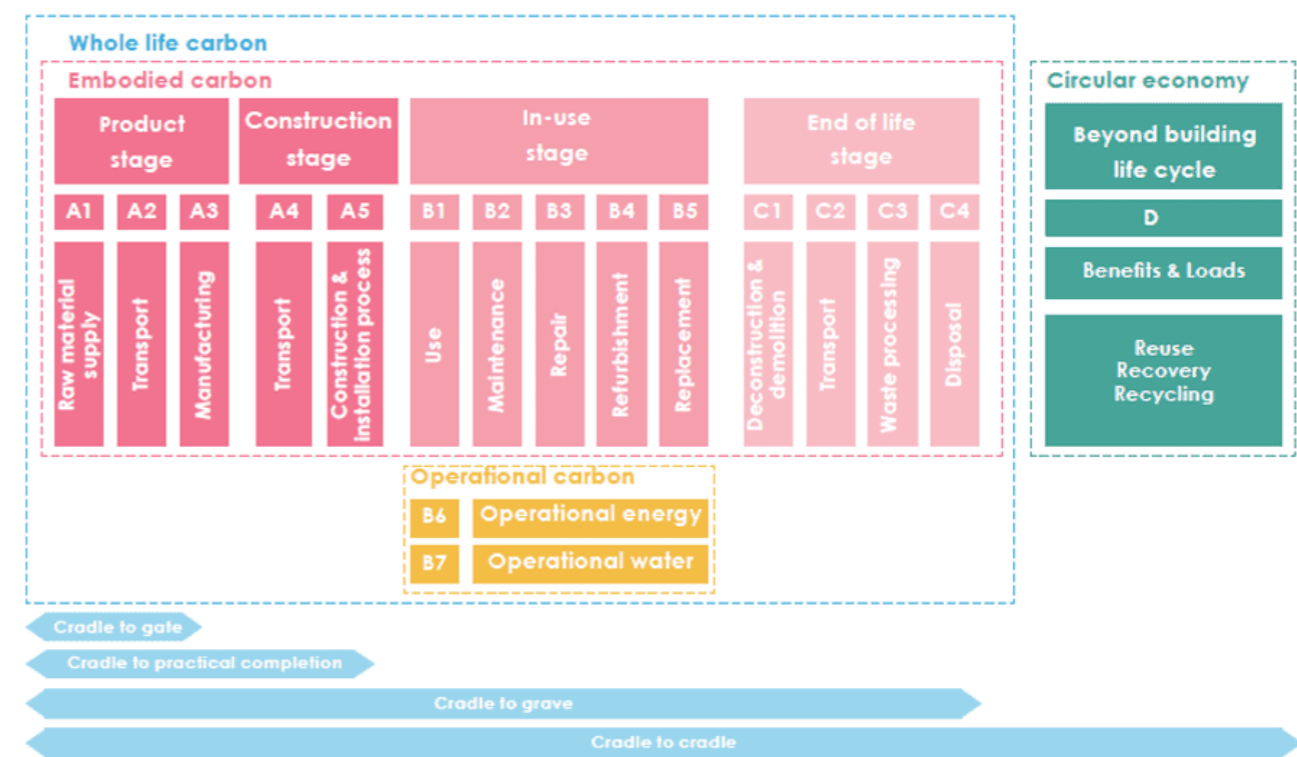 Whole life carbon
Embodied carbon
Circular economy
Product
stage
Construction
stage
In-use
stage
End of life
stage
Beyond building
life cycle
A1
A2
A3
A4
A5
B1
B2
B3
B4
B5
C1
C2
C3
C4
D
Raw material
supply
Transport
Manufacturing
Transport
Construction &
installation process
Use
Maintenance
Repair
Refurbishment
Replacement
Deconstruction &
demolition
Transport
Waste processing
Disposal
Benefits & Loads
Reuse
Recovery
Recycling
Operational carbon
B6
Operational energy
B7
Operational water
Cradle to gate
Cradle to practical completion
Cradle to grave
Cradle to cradle